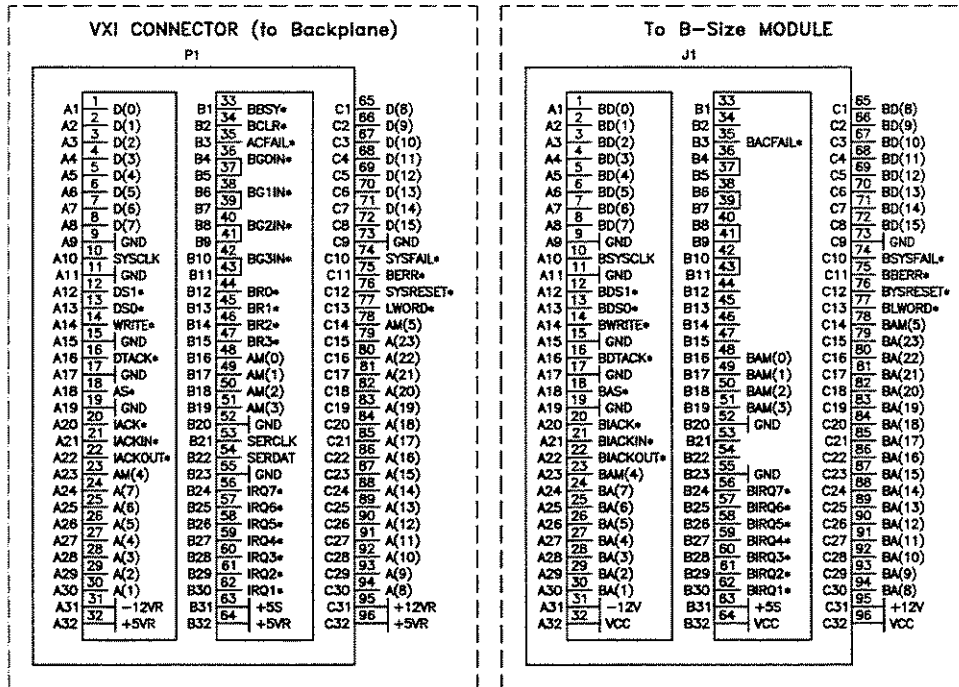 VXI CONNECTOR (to Backplane)
P1
A1 1 D(0)
A2 2 D(1)
A3 3 D(2)
A4 4 D(3)
A5 5 D(4)
A6 6 D(5)
A7 7 D(6)
A8 8 D(7)
A9 9 GND
A10 10 SYSCLK
A11 11 GND
A12 12 DS1*
A13 13 DS0*
A14 14 WRITE*
A15 15 GND
A16 16 DTACK*
A17 17 GND
A18 18 AS*
A19 19 GND
A20 20 IACK*
A21 21 IACKIN*
A22 22 IACKOUT*
A23 23 AM(4)
A24 24 A(7)
A25 25 A(6)
A26 26 A(5)
A27 27 A(4)
A28 28 A(3)
A29 29 A(2)
A30 30 A(1)
A31 31 -12VR
A32 32 +5VR
B1 33 BBSY*
B2 34 BCLR*
B3 35 ACFAIL*
B4 36 BG0IN*
B5 37
B6 38 BG1IN*
B7 39
B8 40 BG2IN*
B9 41
B10 42 BG3IN*
B11 43
B12 44 BR0*
B13 45 BR1*
B14 46 BR2*
B15 47 BR3*
B16 48 AM(0)
B17 49 AM(1)
B18 50 AM(2)
B19 51 AM(3)
B20 52 GND
B21 53 SERCLK
B22 54 SERDAT
B23 55 GND
B24 56 IRQ7*
B25 57 IRQ6*
B26 58 IRQ5*
B27 59 IRQ4*
B28 60 IRQ3*
B29 61 IRQ2*
B30 62 IRQ1*
B31 63 +5S
B32 64 +5VR
C1 65 D(8)
C2 66 D(9)
C3 67 D(10)
C4 68 D(11)
C5 69 D(12)
C6 70 D(13)
C7 71 D(14)
C8 72 D(15)
C9 73 GND
C10 74 SYSFAIL*
C11 75 BERR*
C12 76 SYSRESET*
C13 77 LWORD*
C14 78 AM(5)
C15 79 A(23)
C16 80 A(22)
C17 81 A(21)
C18 82 A(20)
C19 83 A(19)
C20 84 A(18)
C21 85 A(17)
C22 86 A(16)
C23 87 A(15)
C24 88 A(14)
C25 89 A(13)
C26 90 A(12)
C27 91 A(11)
C28 92 A(10)
C29 93 A(9)
C30 94 A(8)
C31 95 +12VR
C32 96 +5VR
To B-Size MODULE
J1
A1 1 BD(0)
A2 2 BD(1)
A3 3 BD(2)
A4 4 BD(3)
A5 5 BD(4)
A6 6 BD(5)
A7 7 BD(6)
A8 8 BD(7)
A9 9 GND
A10 10 BSYSCLK
A11 11 GND
A12 12 BDS1*
A13 13 BDS0*
A14 14 BWRITE*
A15 15 GND
A16 16 BDTACK*
A17 17 GND
A18 18 BAS*
A19 19 GND
A20 20 BIACK*
A21 21 BIACKIN*
A22 22 BIACKOUT*
A23 23 BAM(4)
A24 24 BA(7)
A25 25 BA(6)
A26 26 BA(5)
A27 27 BA(4)
A28 28 BA(3)
A29 29 BA(2)
A30 30 BA(1)
A31 31 -12V
A32 32 VCC
B1 33
B2 34
B3 35 BACFAIL*
B4 36
B5 37
B6 38
B7 39
B8 40
B9 41
B10 42
B11 43
B12 44
B13 45
B14 46
B15 47
B16 48 BAM(0)
B17 49 BAM(1)
B18 50 BAM(2)
B19 51 BAM(3)
B20 52 GND
B21 53
B22 54
B23 55 GND
B24 56 BIRQ7*
B25 57 BIRQ6*
B26 58 BIRQ5*
B27 59 BIRQ4*
B28 60 BIRQ3*
B29 61 BIRQ2*
B30 62 BIRQ1*
B31 63 +5S
B32 64 VCC
C1 65 BD(8)
C2 66 BD(9)
C3 67 BD(10)
C4 68 BD(11)
C5 69 BD(12)
C6 70 BD(13)
C7 71 BD(14)
C8 72 BD(15)
C9 73 GND
C10 74 BSYSFAIL*
C11 75 BBERR*
C12 76 BYSRESET*
C13 77 BLWORD*
C14 78 BAM(5)
C15 79 BA(23)
C16 80 BA(22)
C17 81 BA(21)
C18 82 BA(20)
C19 83 BA(19)
C20 84 BA(18)
C21 85 BA(17)
C22 86 BA(16)
C23 87 BA(15)
C24 88 BA(14)
C25 89 BA(13)
C26 90 BA(12)
C27 91 BA(11)
C28 92 BA(10)
C29 93 BA(9)
C30 94 BA(8)
C31 95 +12V
C32 96 VCC